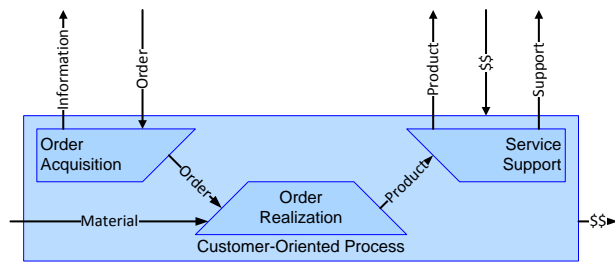 Information
Order
Product
$$
Support
Order
Acquisition
Service
Support
Order
Product
Order
Realization
Material
$$
Customer-Oriented Process